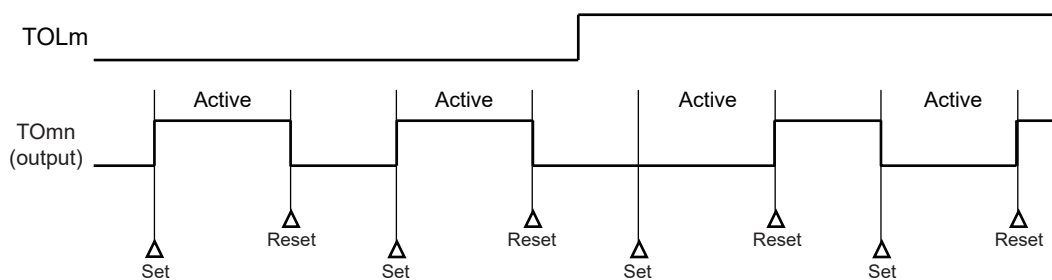 TOLm
Active Active Active Active
TOmn
(output)
Reset Reset Reset Reset
Set Set Set Set